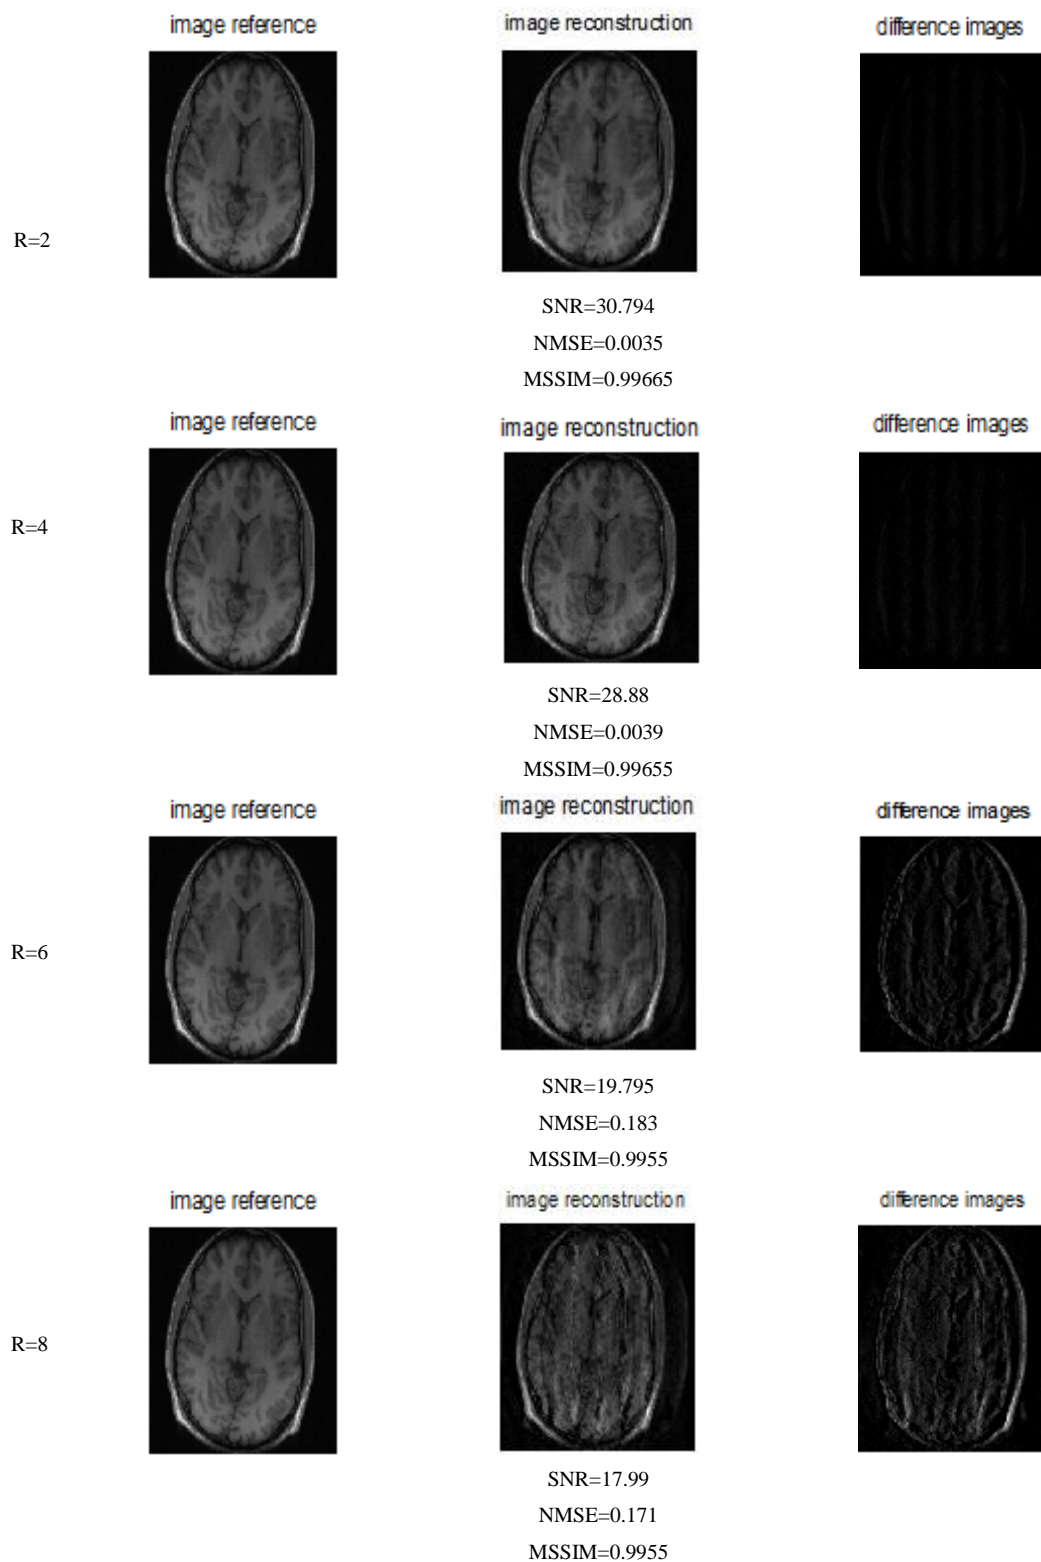 image reference
image reconstruction
difference images
R=2
SNR=30.794
NMSE=0.0035
MSSIM=0.99665
image reference
image reconstruction
difference images
R=4
SNR=28.88
NMSE=0.0039
MSSIM=0.99655
image reference
image reconstruction
difference images
R=6
SNR=19.795
NMSE=0.183
MSSIM=0.9955
image reference
image reconstruction
difference images
R=8
SNR=17.99
NMSE=0.171
MSSIM=0.9955